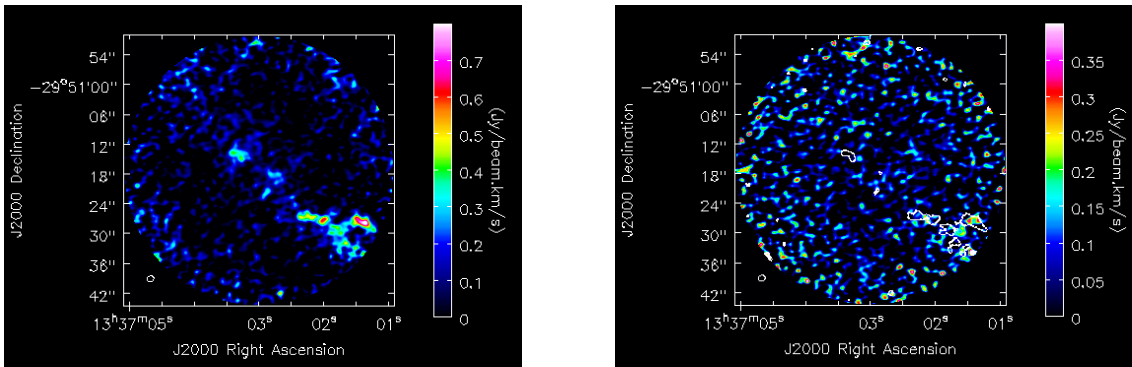 54"
−29°51'00"
06"
12"
18"
24"
30"
36"
42"
13ʰ37ᵐ05ˢ
03ˢ
02ˢ
01ˢ
J2000 Right Ascension
J2000 Declination
0.7
0.6
0.5
0.4
0.3
0.2
0.1
0
(Jy/beam.km/s)
54"
−29°51'00"
06"
12"
18"
24"
30"
36"
42"
13ʰ37ᵐ05ˢ
03ˢ
02ˢ
01ˢ
J2000 Right Ascension
J2000 Declination
0.35
0.3
0.25
0.2
0.15
0.1
0.05
0
(Jy/beam.km/s)